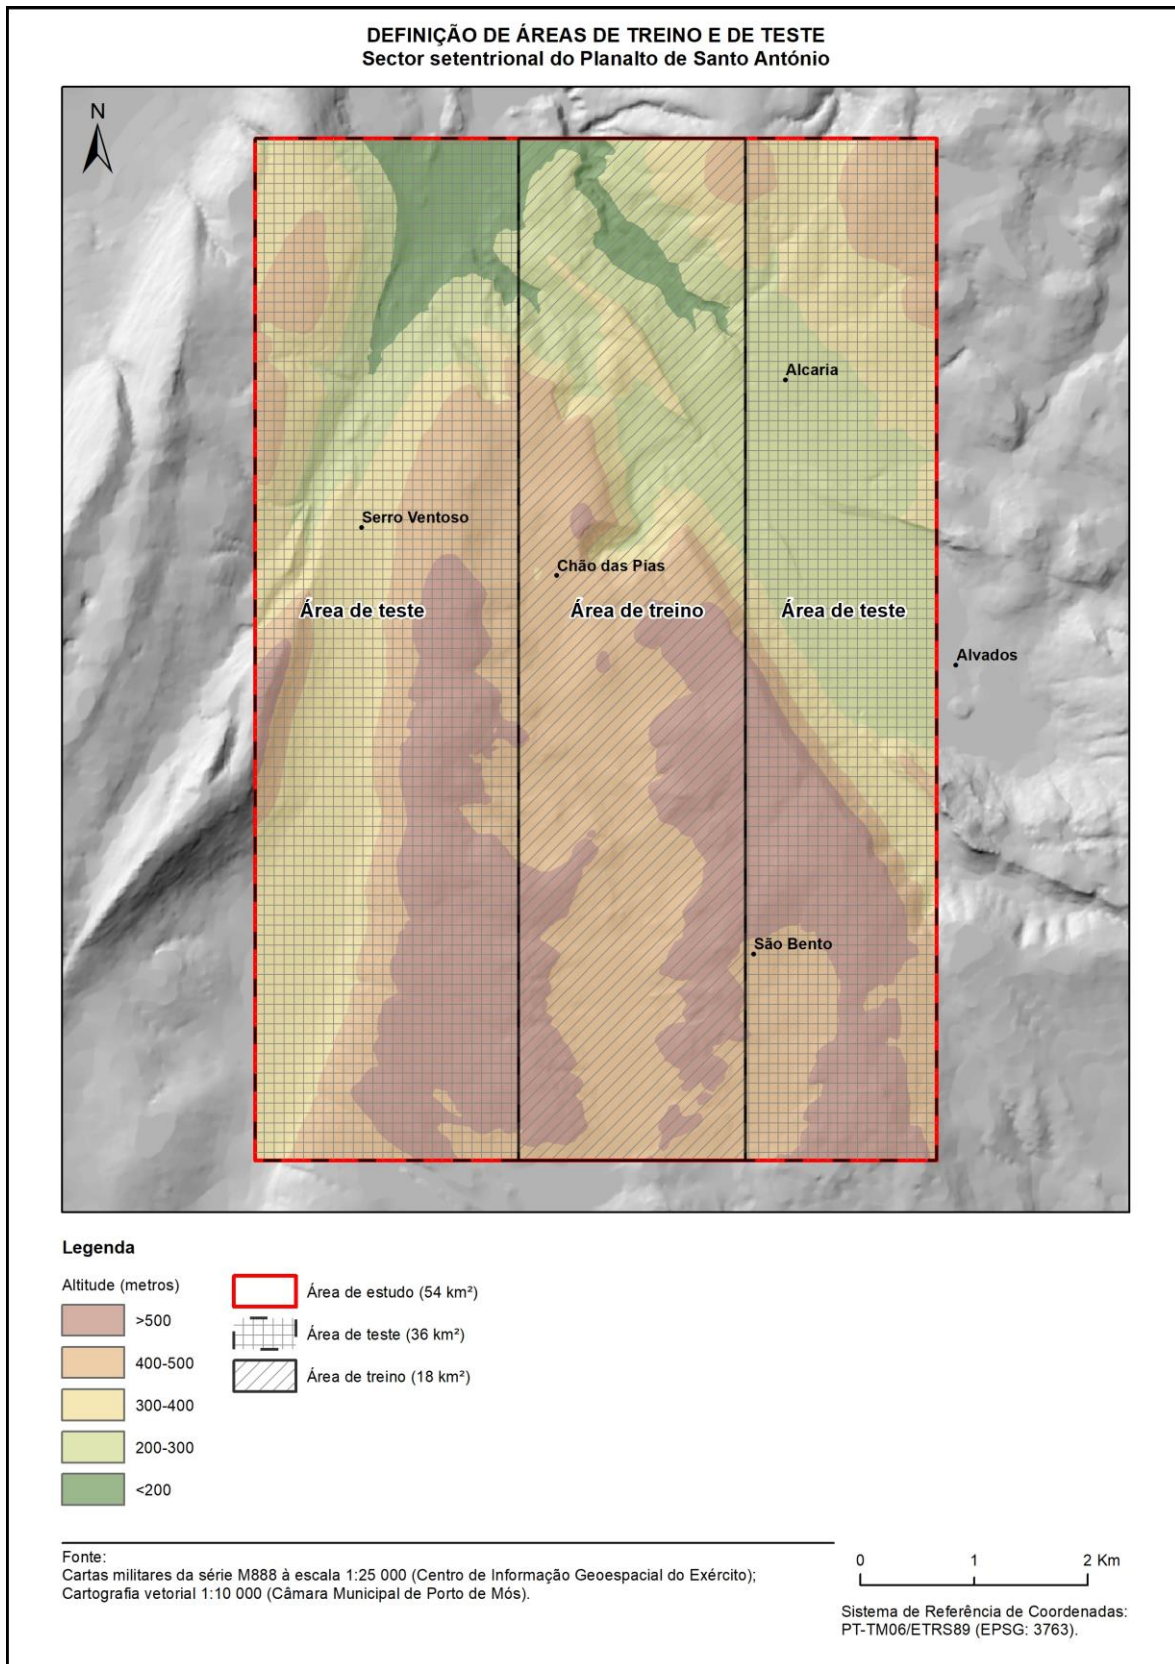 DEFINIÇÃO DE ÁREAS DE TREINO E DE TESTE
Sector setentrional do Planalto de Santo António
N
Alcaria
Serro Ventoso
Chão das Pias
Área de teste
Área de treino
Área de teste
Alvados
São Bento
Legenda
Altitude (metros)
>500
400-500
300-400
200-300
<200
Área de estudo (54 km²)
Área de teste (36 km²)
Área de treino (18 km²)
Fonte:
Cartas militares da série M888 à escala 1:25 000 (Centro de Informação Geoespacial do Exército);
Cartografia vetorial 1:10 000 (Câmara Municipal de Porto de Mós).
0 1 2 Km
Sistema de Referência de Coordenadas:
PT-TM06/ETRS89 (EPSG: 3763).